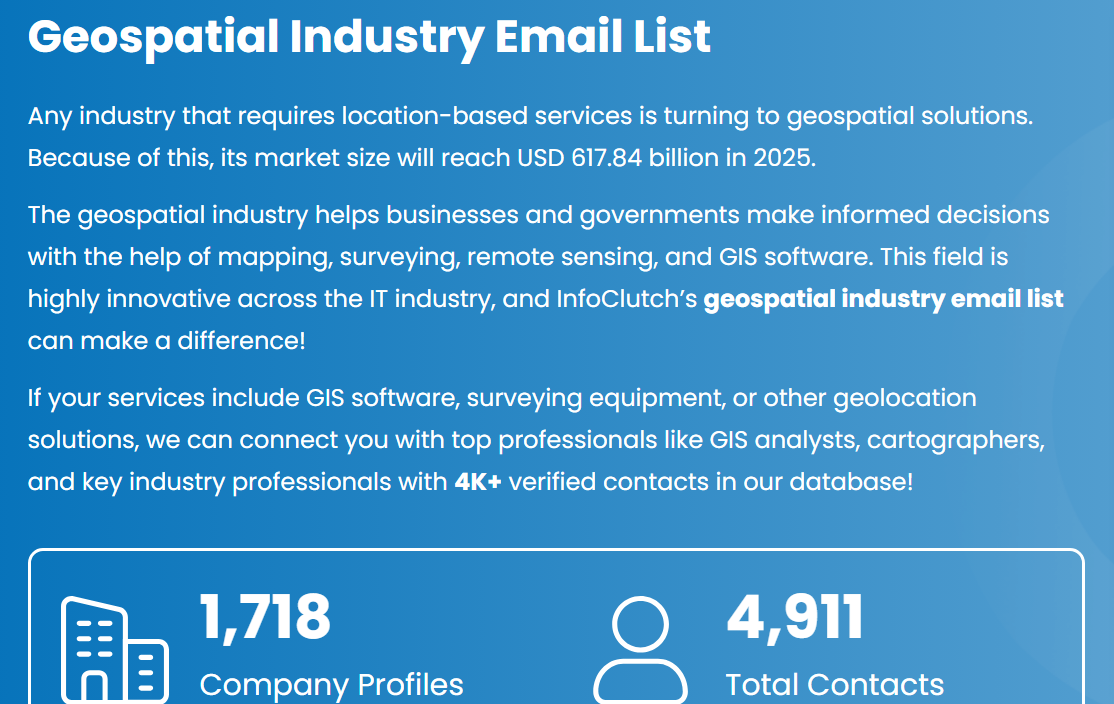 Geospatial Industry Email List
Any industry that requires location-based services is turning to geospatial solutions.
Because of this, its market size will reach USD 617.84 billion in 2025.
The geospatial industry helps businesses and governments make informed decisions
with the help of mapping, surveying, remote sensing, and GIS software. This field is
highly innovative across the IT industry, and InfoClutch’s geospatial industry email list
can make a difference!
If your services include GIS software, surveying equipment, or other geolocation
solutions, we can connect you with top professionals like GIS analysts, cartographers,
and key industry professionals with 4K+ verified contacts in our database!
1,718
Company Profiles
4,911
Total Contacts